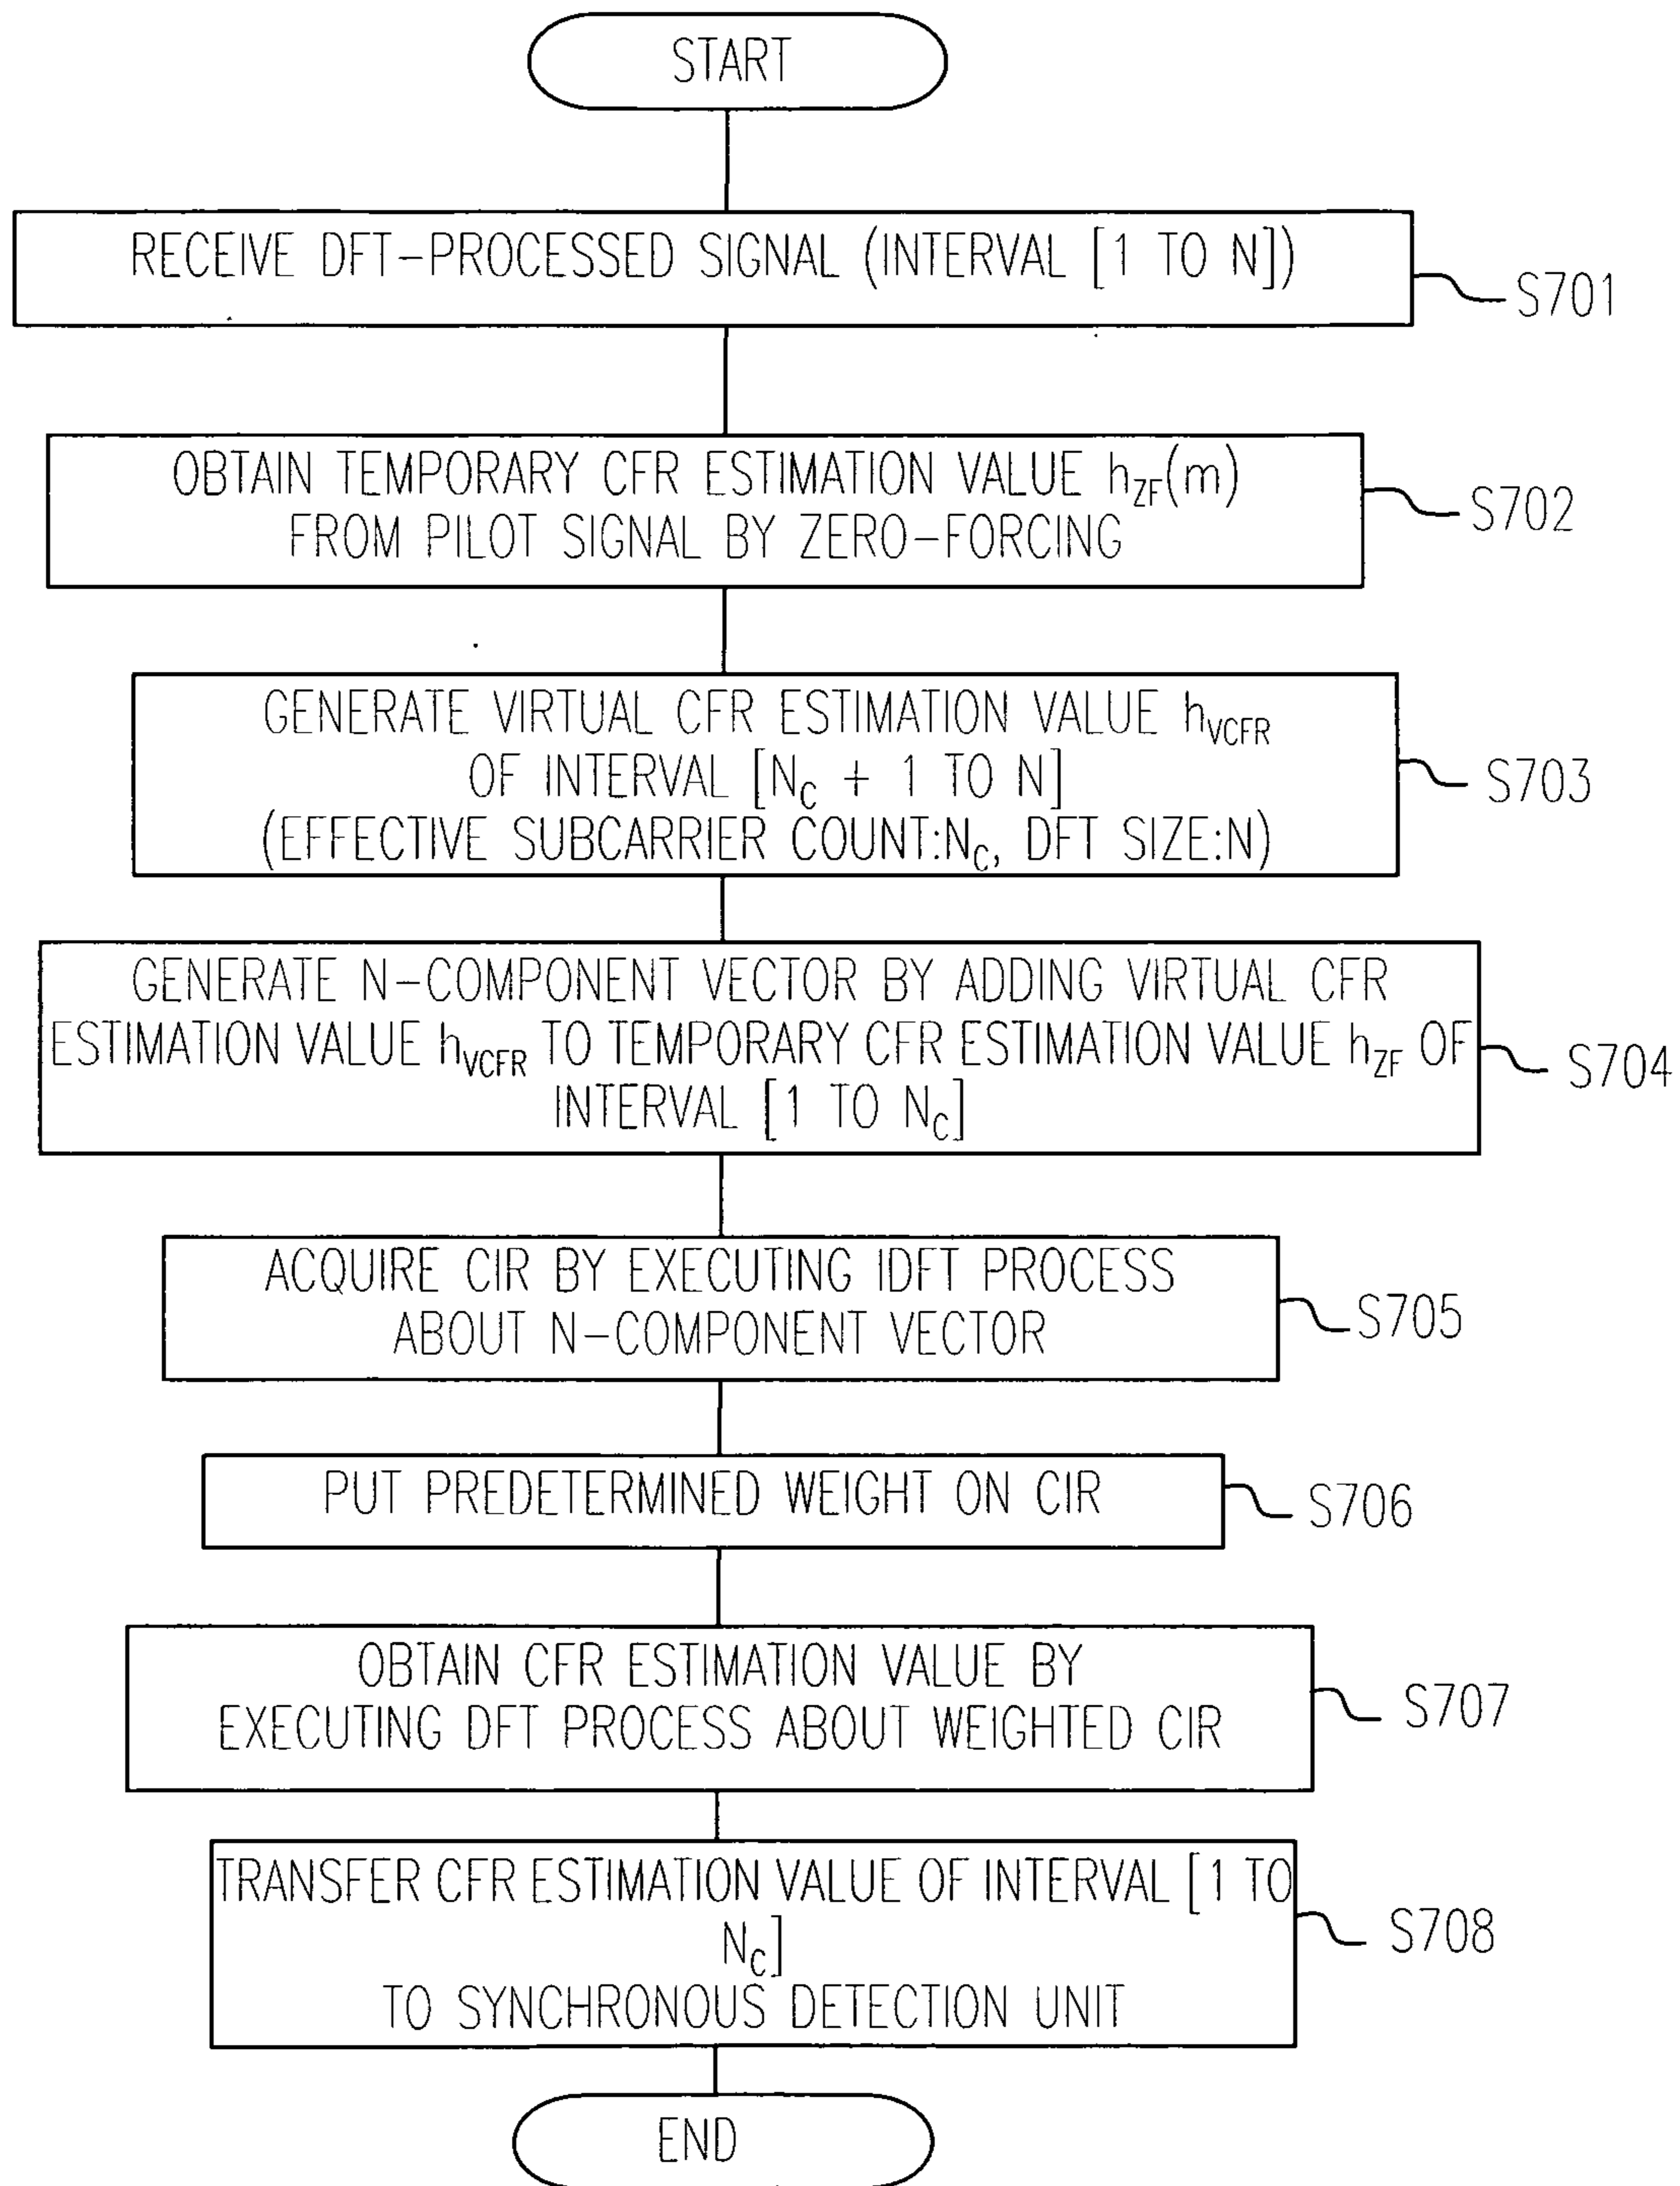 START
RECEIVE DFT-PROCESSED SIGNAL (INTERVAL [1 TO N])
S701
OBTAIN TEMPORARY CFR ESTIMATION VALUE hZF(m)
FROM PILOT SIGNAL BY ZERO-FORCING
S702
GENERATE VIRTUAL CFR ESTIMATION VALUE hVCFR
OF INTERVAL [NC + 1 TO N]
(EFFECTIVE SUBCARRIER COUNT:NC, DFT SIZE:N)
S703
GENERATE N-COMPONENT VECTOR BY ADDING VIRTUAL CFR
ESTIMATION VALUE hVCFR TO TEMPORARY CFR ESTIMATION VALUE hZF OF
INTERVAL [1 TO NC]
S704
ACQUIRE CIR BY EXECUTING IDFT PROCESS
ABOUT N-COMPONENT VECTOR
S705
PUT PREDETERMINED WEIGHT ON CIR
S706
OBTAIN CFR ESTIMATION VALUE BY
EXECUTING DFT PROCESS ABOUT WEIGHTED CIR
S707
TRANSFER CFR ESTIMATION VALUE OF INTERVAL [1 TO
NC]
TO SYNCHRONOUS DETECTION UNIT
S708
END